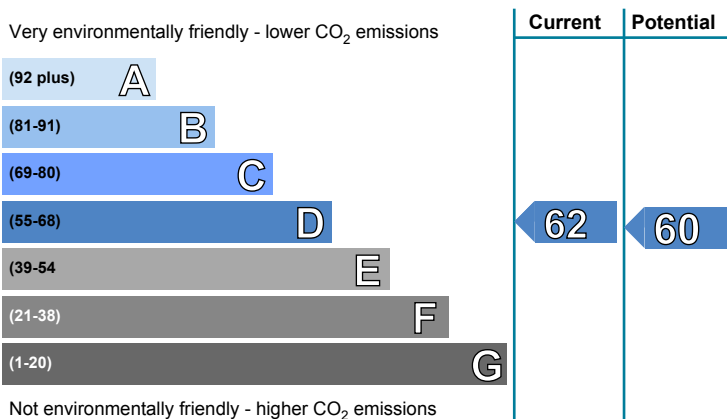 Very environmentally friendly - lower CO₂ emissions
Current
Potential
(92 plus) A
(81-91) B
(69-80) C
(55-68) D
62
60
(39-54 E
(21-38) F
(1-20) G
Not environmentally friendly - higher CO₂ emissions